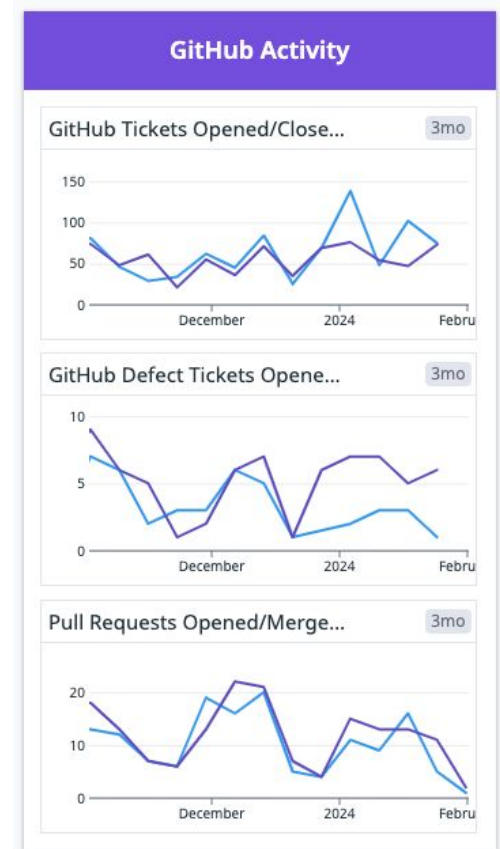 GitHub Activity
GitHub Tickets Opened/Close... 3mo
150
100
50
0
December 2024 Febru
GitHub Defect Tickets Opene... 3mo
10
5
0
December 2024 Febru
Pull Requests Opened/Merge... 3mo
20
10
0
December 2024 Febru